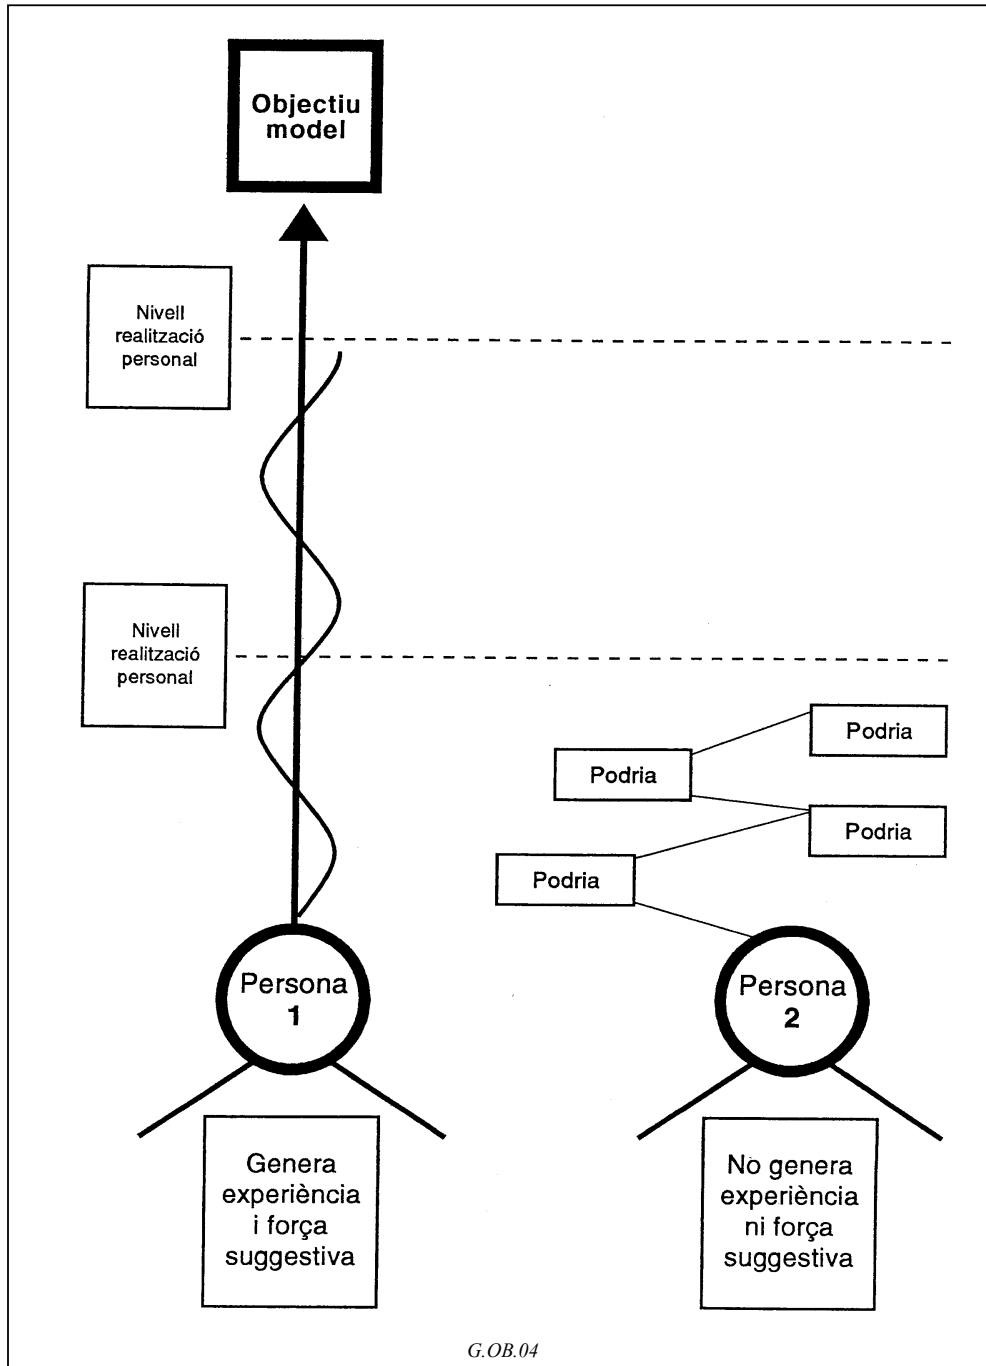 Objectiu
model
Nivell
realització
personal
Nivell
realització
personal
Podria
Podria
Podria
Podria
Persona
1
Persona
2
Genera
experiència
i força
suggestiva
No genera
experiència
ni força
suggestiva
G.OB.04